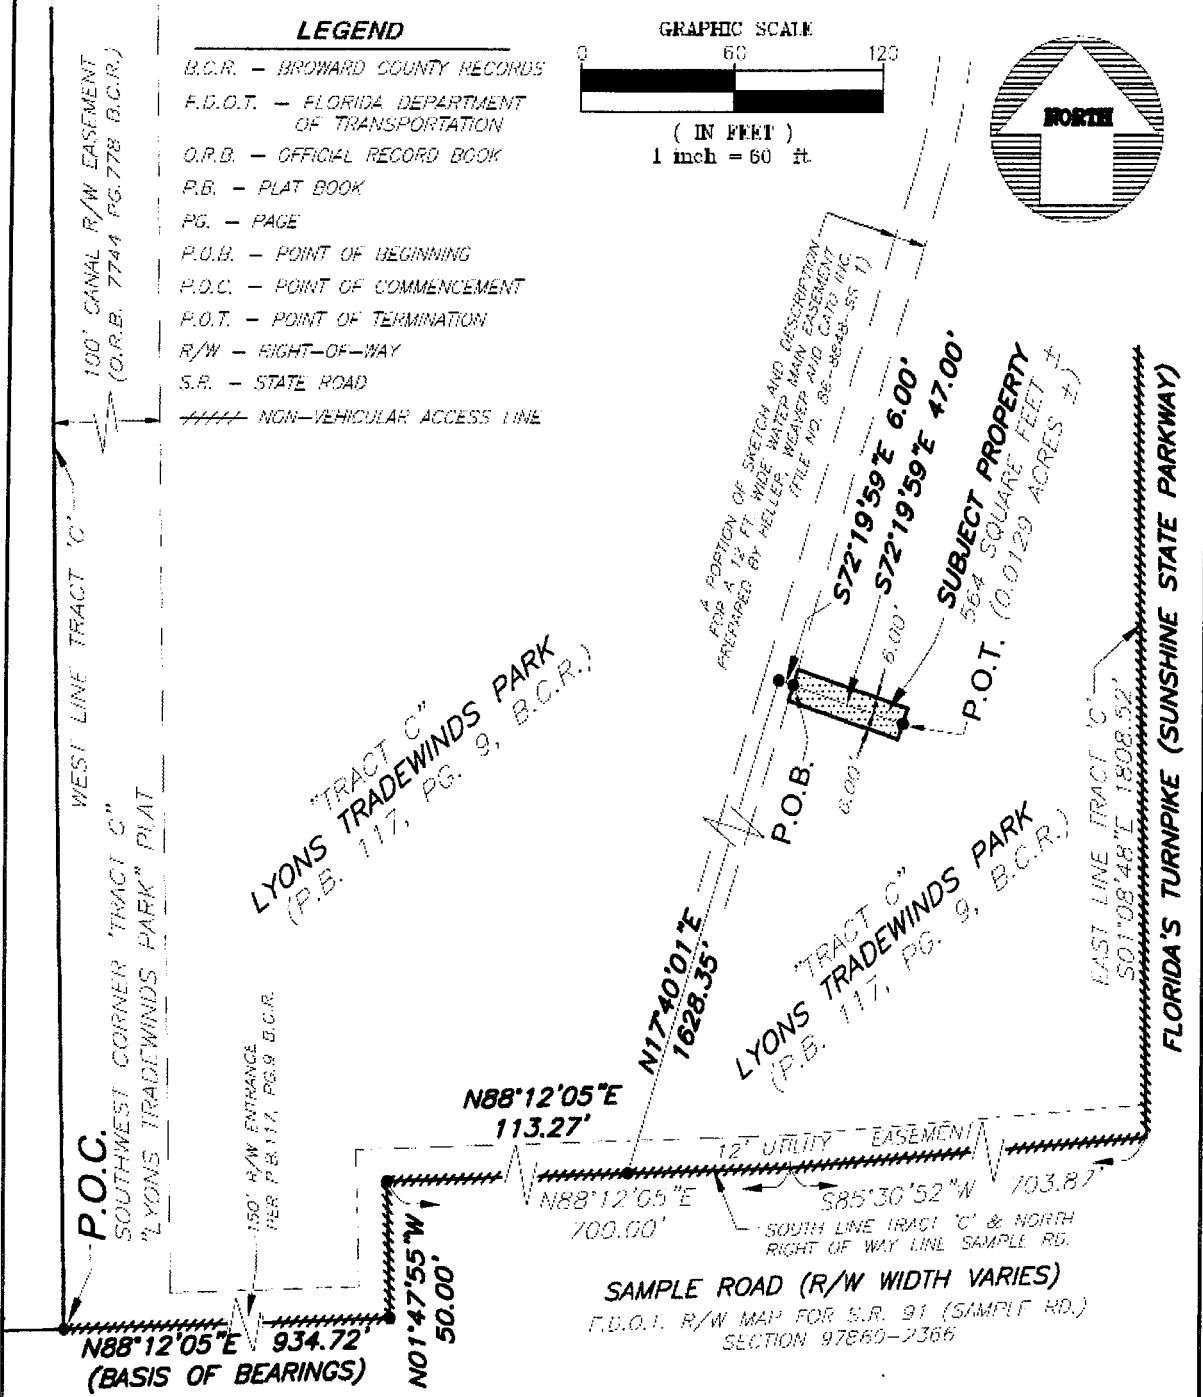 LEGEND
B.C.R. – BROWARD COUNTY RECORDS
F.D.O.T. – FLORIDA DEPARTMENT
OF TRANSPORTATION
O.R.B. – OFFICIAL RECORD BOOK
P.B. – PLAT BOOK
PG. – PAGE
P.O.B. – POINT OF BEGINNING
P.O.C. – POINT OF COMMENCEMENT
P.O.T. – POINT OF TERMINATION
R/W – RIGHT-OF-WAY
S.R. – STATE ROAD
NON-VEHICULAR ACCESS LINE
GRAPHIC SCALE
0 60 120
( IN FEET )
1 inch = 60 ft.
NORTH
100' CANAL R/W EASEMENT
(O.R.B. 7744 PG.778 B.C.R.)
WEST LINE TRACT 'C'
A PORTION OF SKETCH AND DESCRIPTION
FOR A 12 FT WIDE WATER MAIN EASEMENT
PREPARED BY HELLER, WEAVER AND CATO INC.
(FILE NO. 86-8848-SR 1)
S72°19'59"E 6.00'
S72°19'59"E 47.00'
SUBJECT PROPERTY
564 SQUARE FEET ±
(0.0129 ACRES ±)
6.00'
6.00'
P.O.T.
P.O.B.
"TRACT C"
LYONS TRADEWINDS PARK
(P.B. 117, PG. 9, B.C.R.)
"TRACT C"
LYONS TRADEWINDS PARK
(P.B. 117, PG. 9, B.C.R.)
EAST LINE TRACT 'C'
S01°08'48"E 1808.52'
FLORIDA'S TURNPIKE (SUNSHINE STATE PARKWAY)
N17°40'01"E
1628.35'
P.O.C.
SOUTHWEST CORNER "TRACT C"
"LYONS TRADEWINDS PARK" PLAT
150' R/W ENTRANCE
PER P.B.117, PG.9 B.C.R.
N88°12'05"E
113.27'
12' UTILITY EASEMENT
N88°12'05"E
700.00'
S85°30'52"W 703.87'
SOUTH LINE TRACT 'C' & NORTH
RIGHT OF WAY LINE SAMPLE RD.
N01°47'55"W
50.00'
SAMPLE ROAD (R/W WIDTH VARIES)
F.D.O.T. R/W MAP FOR S.R. 91 (SAMPLE RD.)
SECTION 97860-2366
N88°12'05"E 934.72'
(BASIS OF BEARINGS)